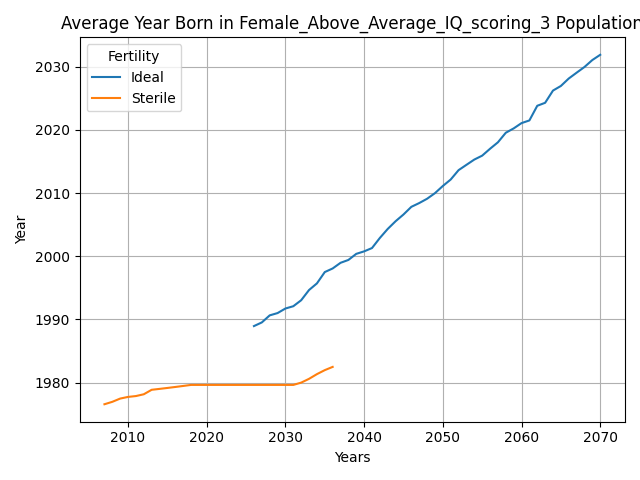 Average Year Born in Female_Above_Average_IQ_scoring_3 Population
Fertility
Ideal
Sterile
2030
2020
2010
2000
1990
1980
Year
2010 2020 2030 2040 2050 2060 2070
Years